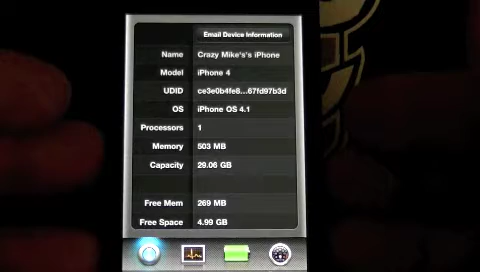 Email Device Information
Name Crazy Mike's's iPhone
Model iPhone 4
UDID ce3e0b4fe8...67fd97b3d
OS iPhone OS 4.1
Processors 1
Memory 503 MB
Capacity 29.06 GB
Free Mem 269 MB
Free Space 4.99 GB